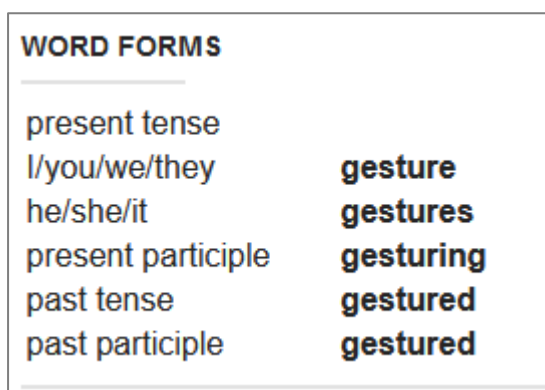 WORD FORMS
present tense
I/you/we/they gesture
he/she/it gestures
present participle gesturing
past tense gestured
past participle gestured